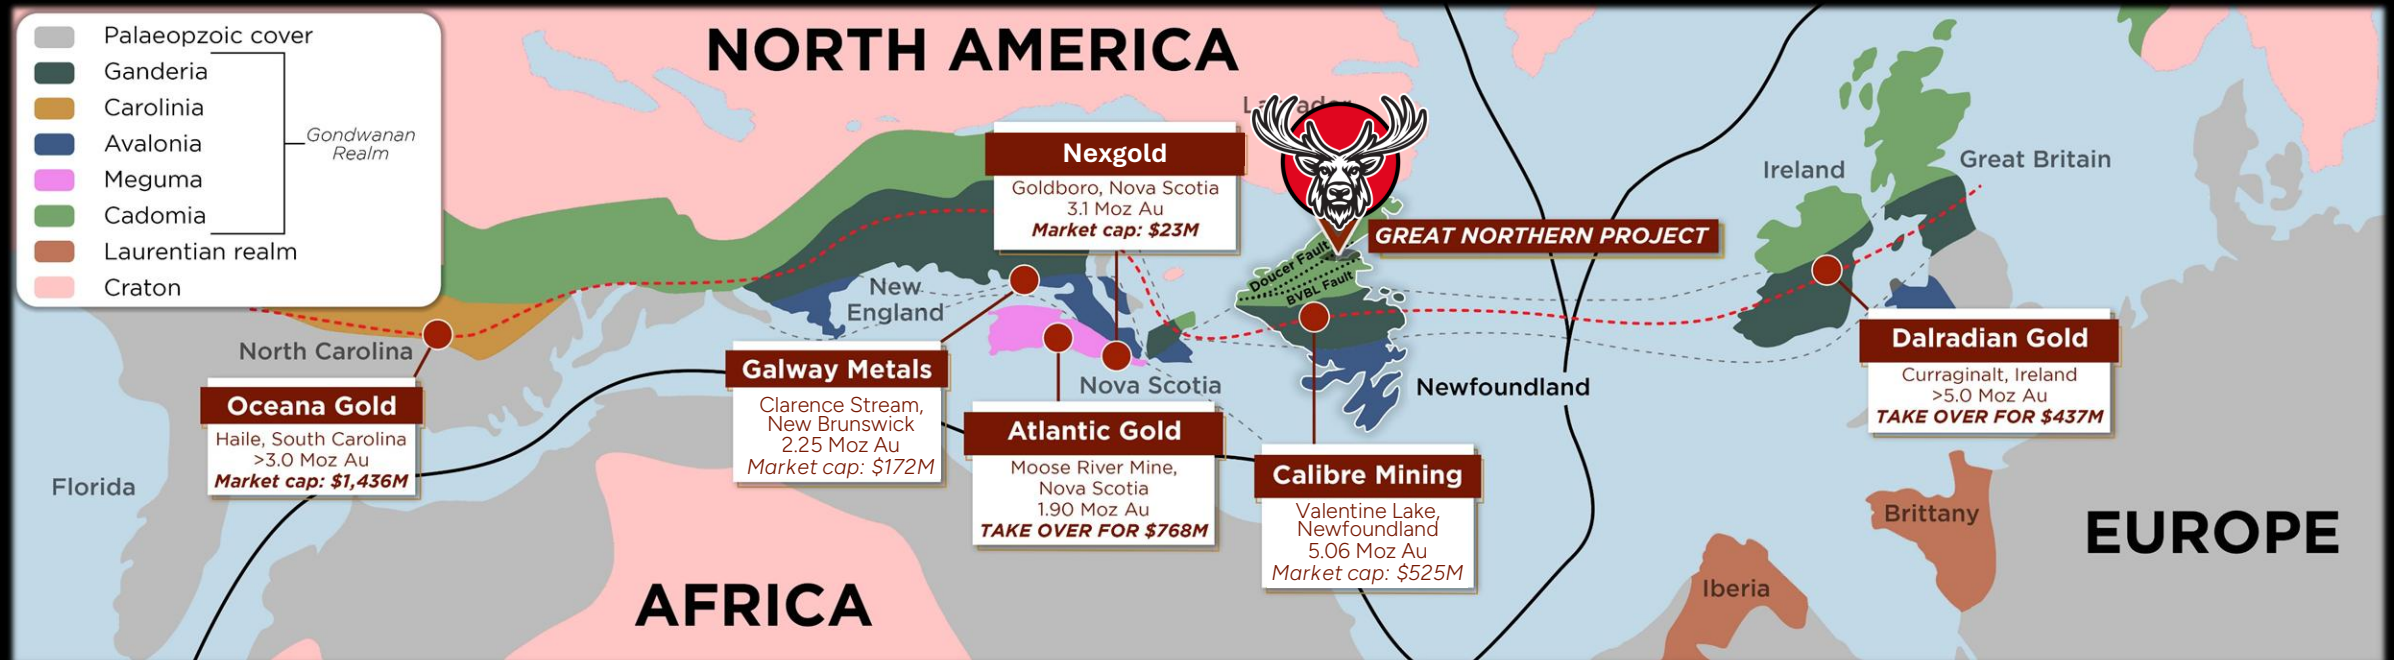 Palaeopzoic cover
Ganderia
Carolinia
Avalonia
Meguma
Cadomia
Laurentian realm
Craton
Gondwanan
Realm
NORTH AMERICA
Nexgold
Goldboro, Nova Scotia
3.1 Moz Au
Market cap: $23M
GREAT NORTHERN PROJECT
Doucer Fault
BVBL Fault
Ireland
Great Britain
New
England
North Carolina
Oceana Gold
Haile, South Carolina
>3.0 Moz Au
Market cap: $1,436M
Florida
Galway Metals
Clarence Stream,
New Brunswick
2.25 Moz Au
Market cap: $172M
Nova Scotia
Atlantic Gold
Moose River Mine,
Nova Scotia
1.90 Moz Au
TAKE OVER FOR $768M
Newfoundland
Calibre Mining
Valentine Lake,
Newfoundland
5.06 Moz Au
Market cap: $525M
Dalradian Gold
Curraginalt, Ireland
>5.0 Moz Au
TAKE OVER FOR $437M
Brittany
Iberia
AFRICA
EUROPE